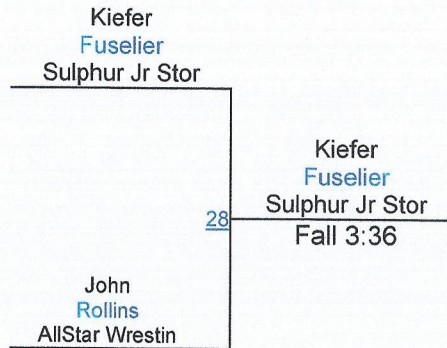 Kiefer
Fuselier
Sulphur Jr Stor
28
Kiefer
Fuselier
Sulphur Jr Stor
Fall 3:36
John
Rollins
AllStar Wrestin